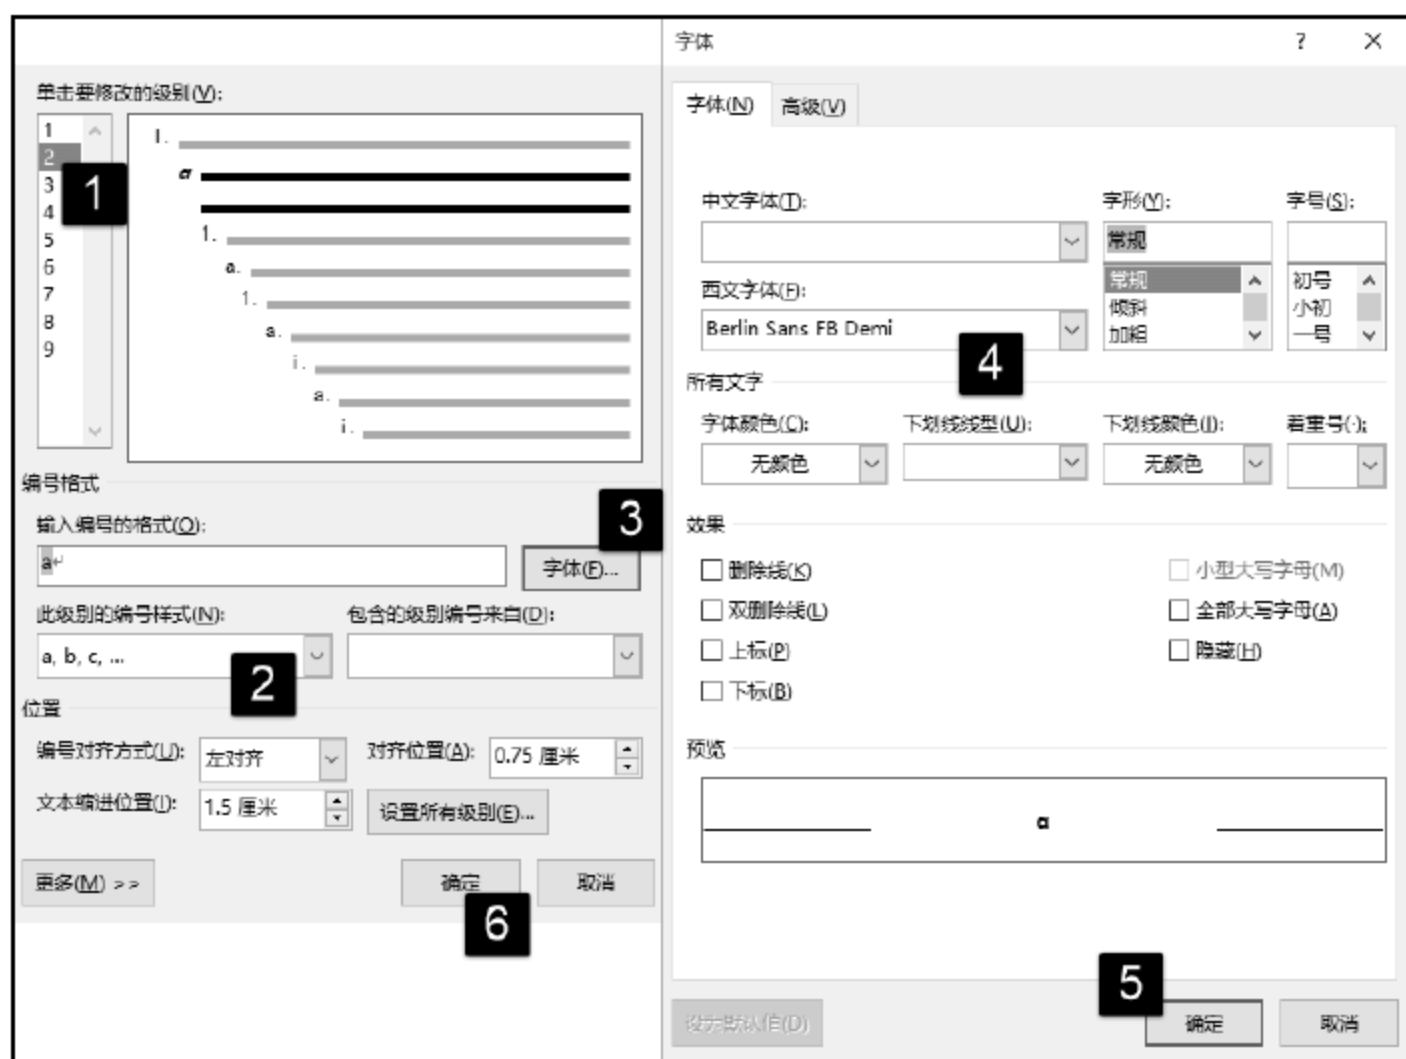 单击要修改的级别(V):
1
2
3
4
5
6
7
8
9
1
1.
a
1.
a.
1.
a.
i.
a.
i.
编号格式
输入编号的格式(O):
a
字体(F)...
3
此级别的编号样式(N):
包含的级别编号来自(D):
a, b, c, ...
2
位置
编号对齐方式(U):
左对齐
对齐位置(A):
0.75 厘米
文本缩进位置(I):
1.5 厘米
设置所有级别(E)...
更多(M) >>
确定
取消
6
字体
?
字体(N)
高级(V)
中文字体(T):
字形(Y):
字号(S):
常规
常规
倾斜
加粗
初号
小初
一号
西文字体(F):
Berlin Sans FB Demi
4
所有文字
字体颜色(C):
下划线线型(U):
下划线颜色(I):
着重号(·):
无颜色
无颜色
效果
删除线(K)
双删除线(L)
上标(P)
下标(B)
小型大写字母(M)
全部大写字母(A)
隐藏(H)
预览
a
5
设为默认值(D)
确定
取消